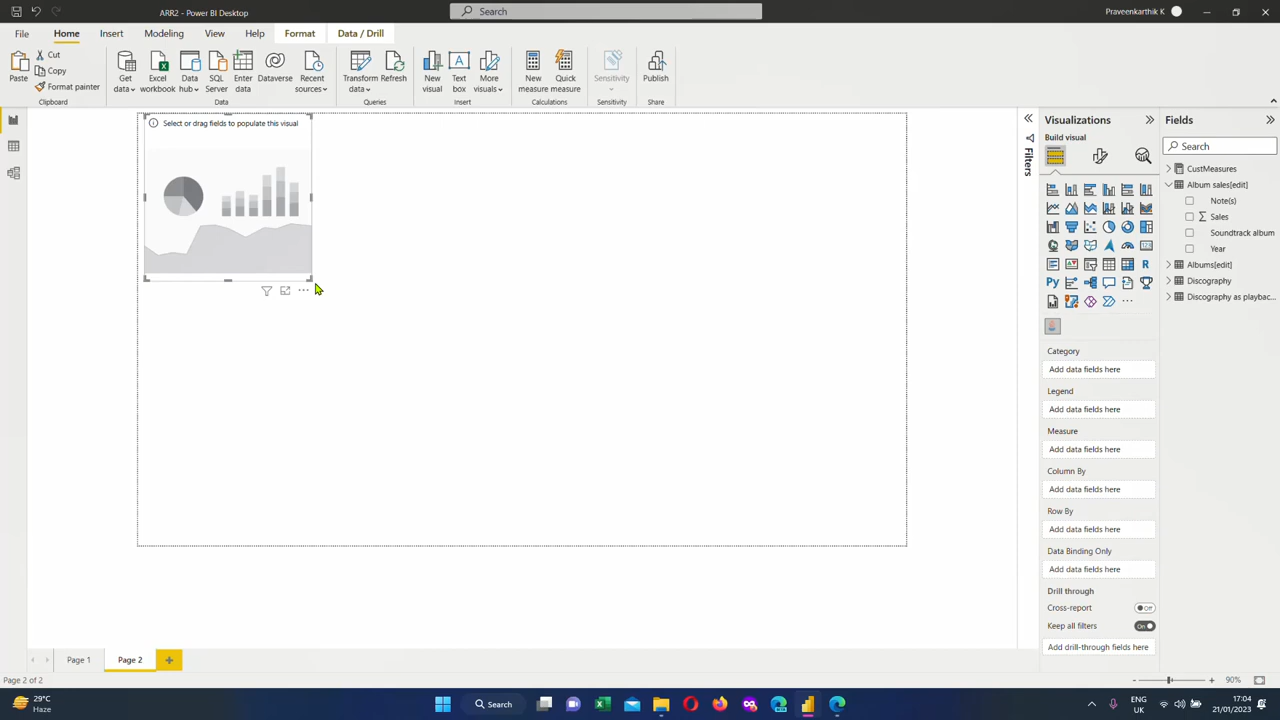 ARR2 - Power BI Desktop
Search
Praveenkarthik K
File
Home
Insert
Modeling
View
Help
Format
Data / Drill
Paste
Cut
Copy
Format painter
Clipboard
Get data
Excel workbook
Data hub
SQL Server
Enter data
Dataverse
Recent sources
Data
Transform data
Refresh
Queries
New visual
Text box
More visuals
Insert
New measure
Quick measure
Calculations
Sensitivity
Sensitivity
Publish
Share
Select or drag fields to populate this visual
Filters
Visualizations
Build visual
Category
Add data fields here
Legend
Add data fields here
Measure
Add data fields here
Column By
Add data fields here
Row By
Add data fields here
Data Binding Only
Add data fields here
Drill through
Cross-report
Off
Keep all filters
On
Add drill-through fields here
Fields
Search
CustMeasures
Album sales[edit]
Note(s)
Sales
Soundtrack album
Year
Albums[edit]
Discography
Discography as playbac...
Page 1
Page 2
Page 2 of 2
90%
29°C
Haze
Search
ENG
UK
17:04
21/01/2023